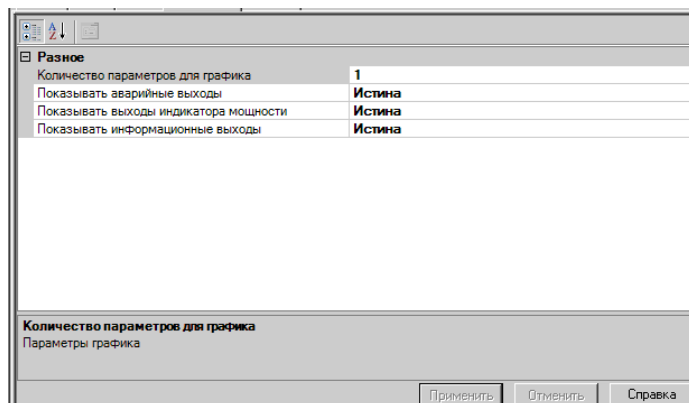 Разное
Количество параметров для графика 1
Показывать аварийные выходы Истина
Показывать выходы индикатора мощности Истина
Показывать информационные выходы Истина
Количество параметров для графика
Параметры графика
Применить Отменить Справка